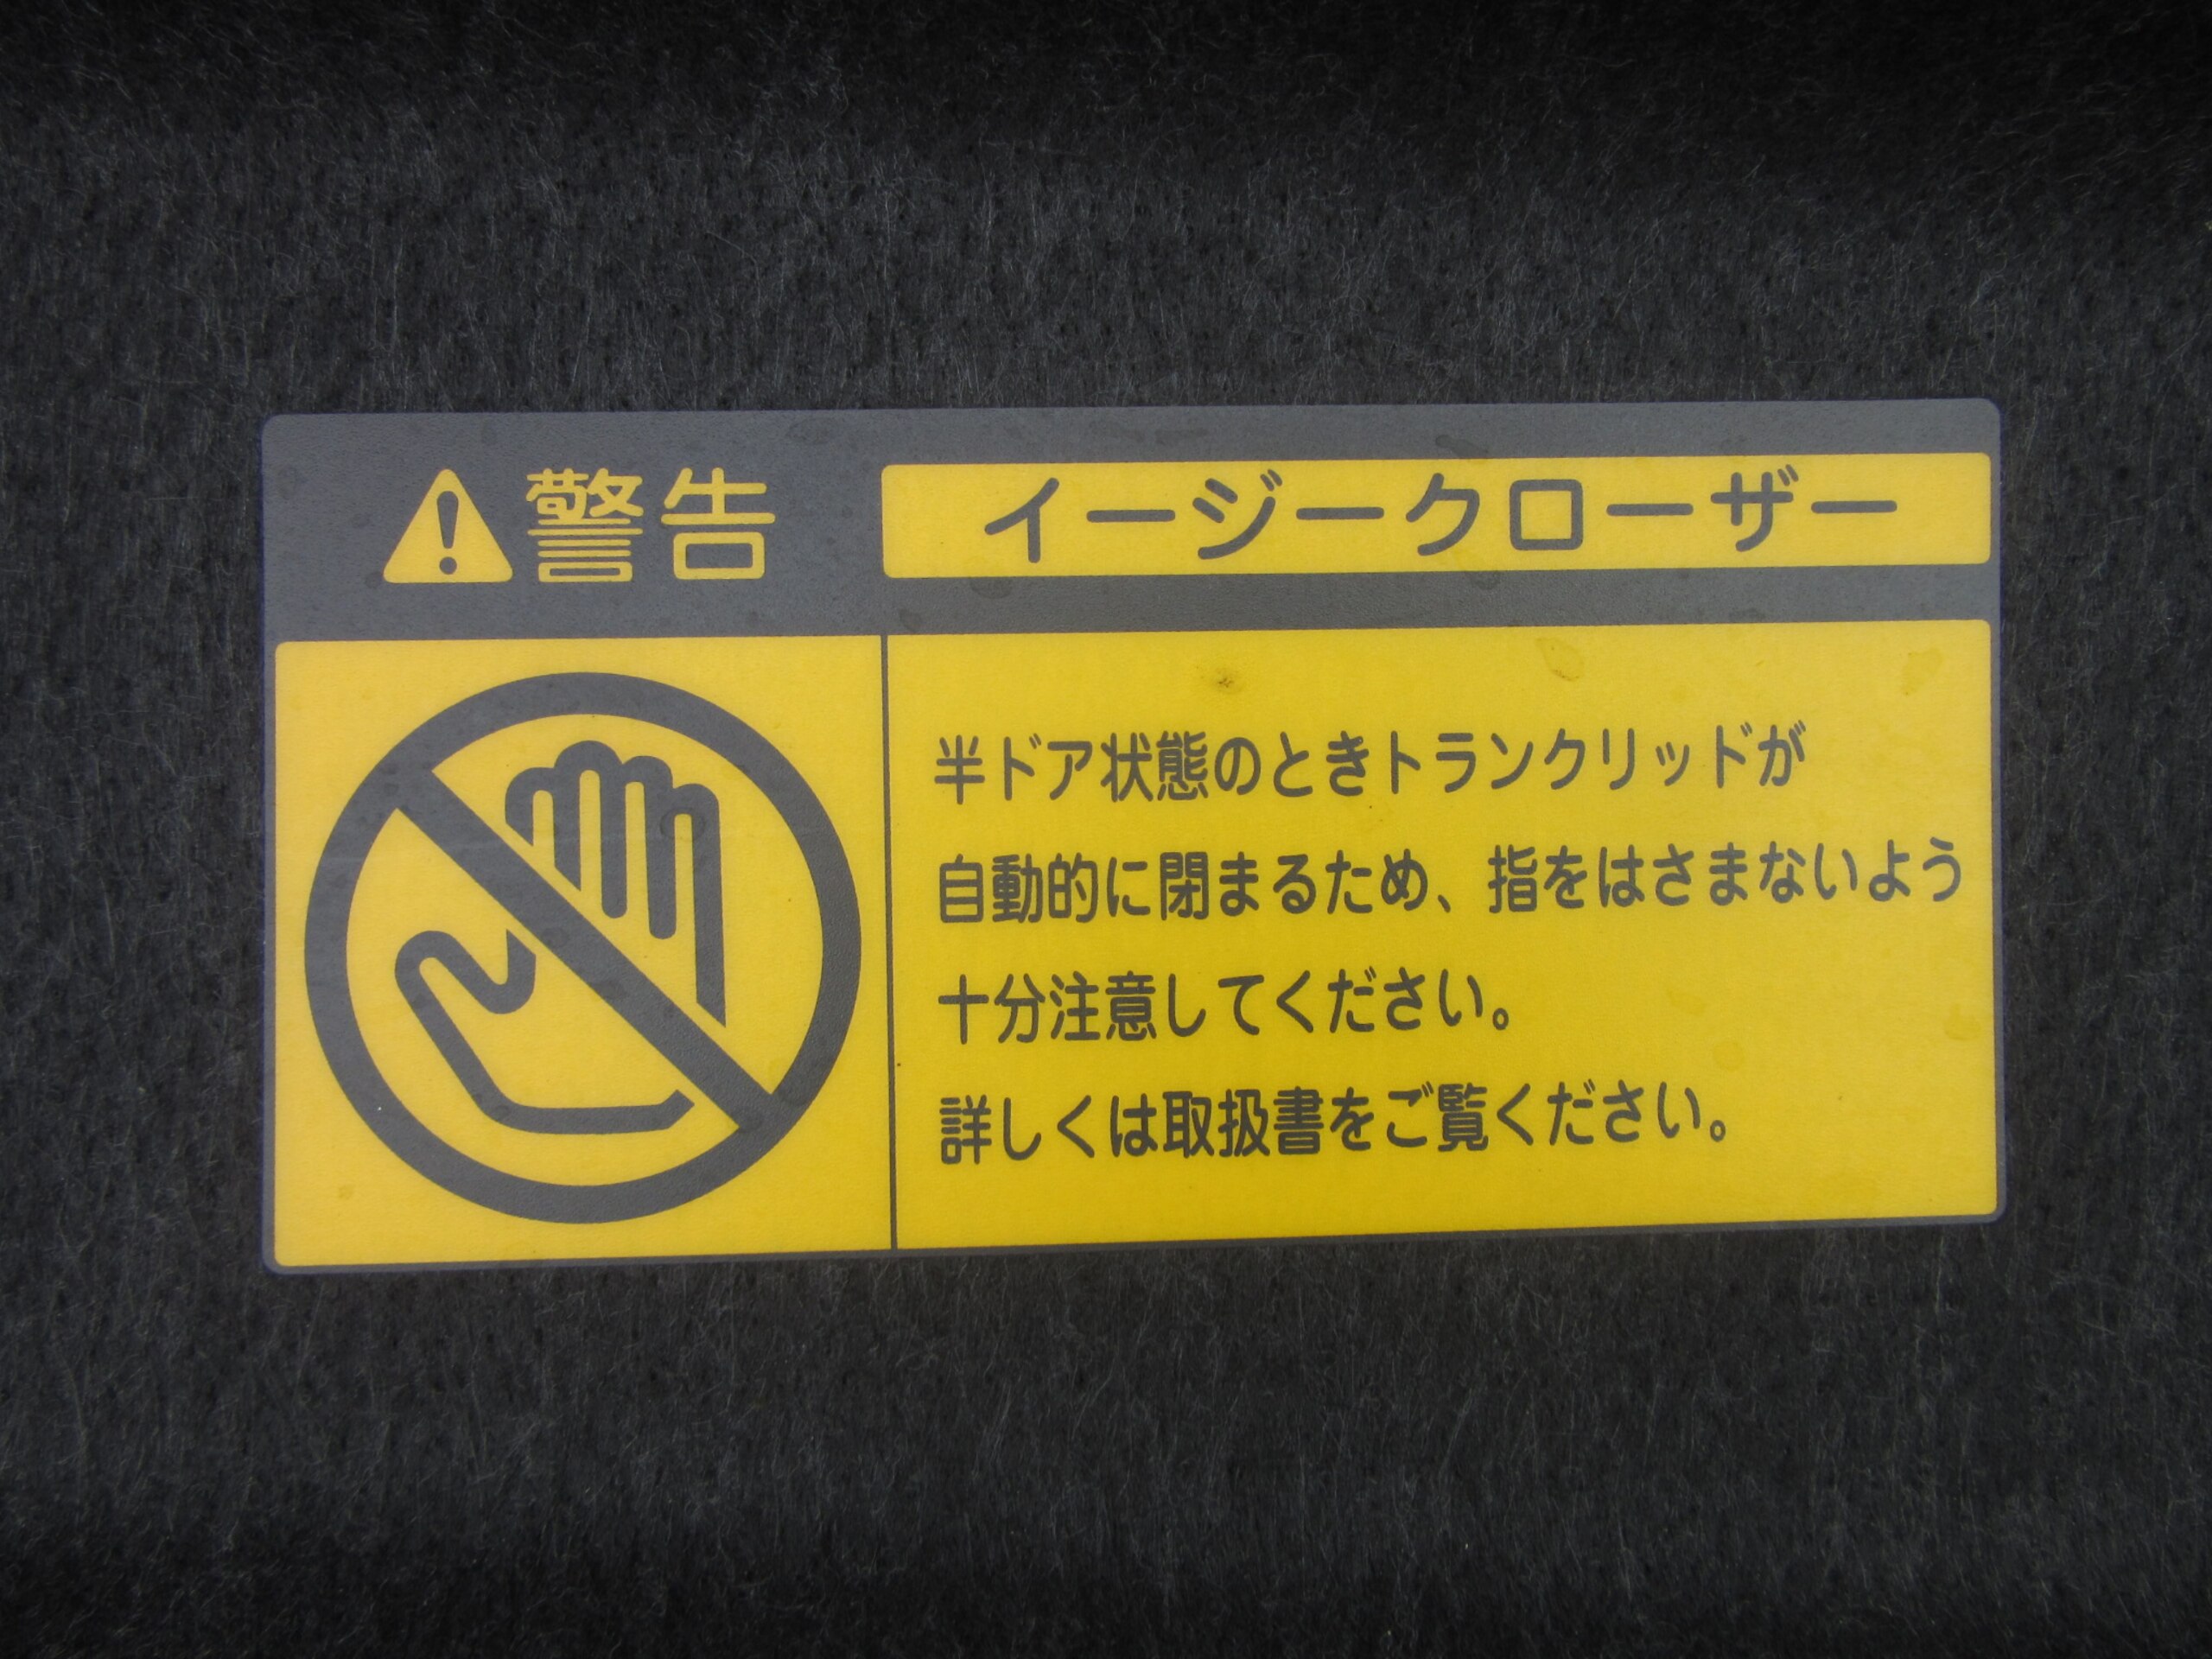 警告
イージークローザー
半ドア状態のときトランクリッドが
自動的に閉まるため、指をはさまないよう
十分注意してください。
詳しくは取扱書をご覧ください。